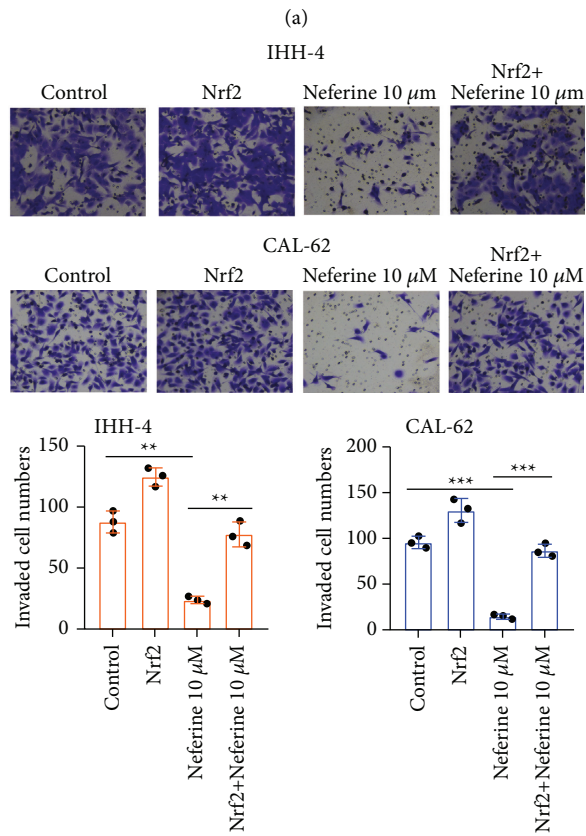 (a)
IHH-4
Control
Nrf2
Neferine 10 μm
Nrf2+
Neferine 10 μm
CAL-62
Control
Nrf2
Neferine 10 μM
Nrf2+
Neferine 10 μM
IHH-4
150
100
50
0
Invaded cell numbers
**
**
Control
Nrf2
Neferine 10 μM
Nrf2+Neferine 10 μM
CAL-62
200
150
100
50
0
Invaded cell numbers
***
***
Control
Nrf2
Neferine 10 μM
Nrf2+Neferine 10 μM